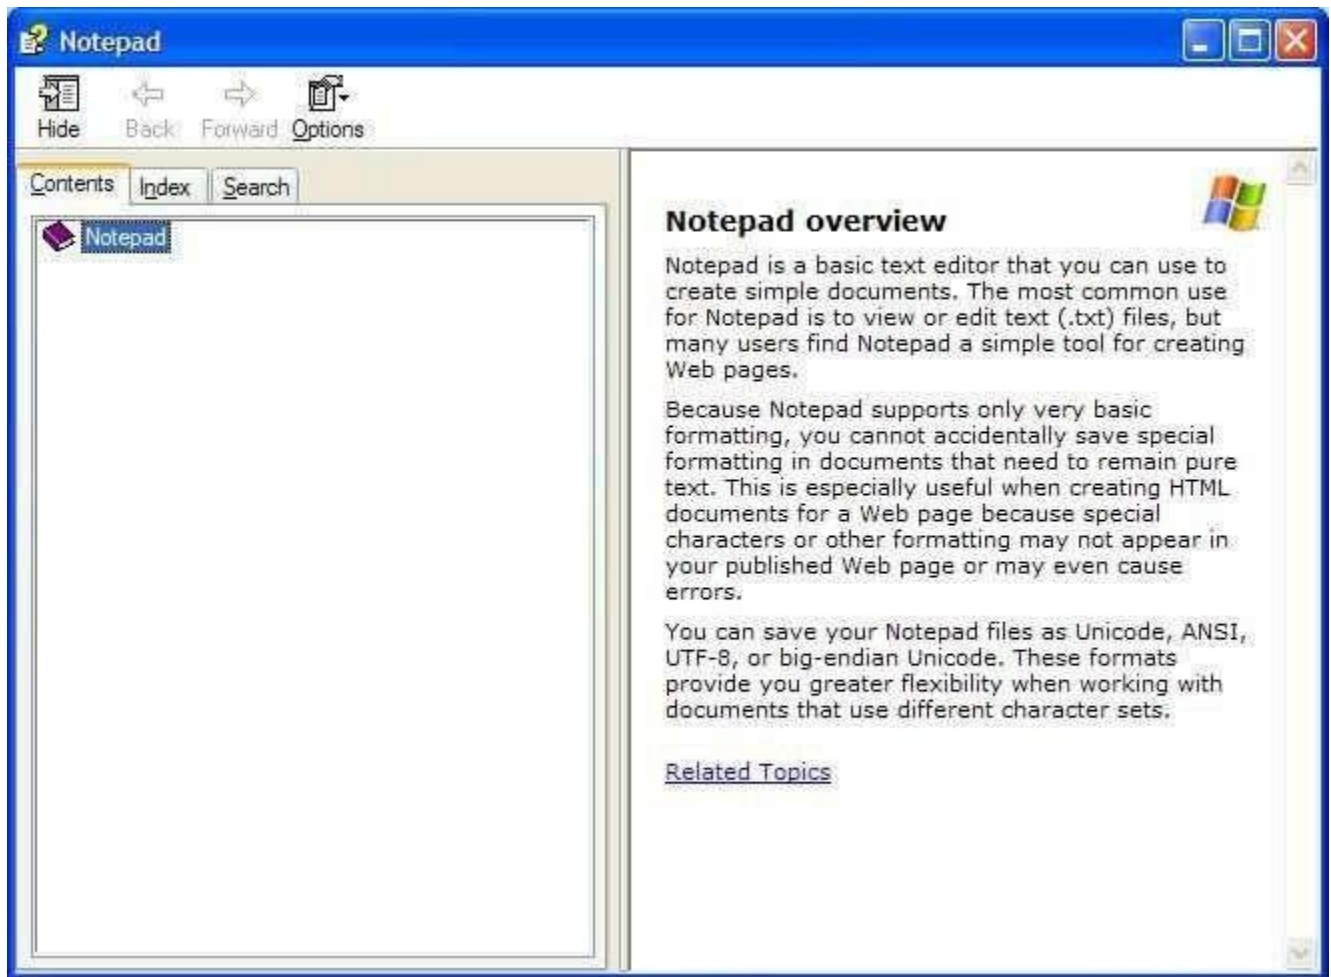 Notepad
Hide Back Forward Options
Contents Index Search
Notepad
Notepad overview
Notepad is a basic text editor that you can use to
create simple documents. The most common use
for Notepad is to view or edit text (.txt) files, but
many users find Notepad a simple tool for creating
Web pages.
Because Notepad supports only very basic
formatting, you cannot accidentally save special
formatting in documents that need to remain pure
text. This is especially useful when creating HTML
documents for a Web page because special
characters or other formatting may not appear in
your published Web page or may even cause
errors.
You can save your Notepad files as Unicode, ANSI,
UTF-8, or big-endian Unicode. These formats
provide you greater flexibility when working with
documents that use different character sets.
Related Topics